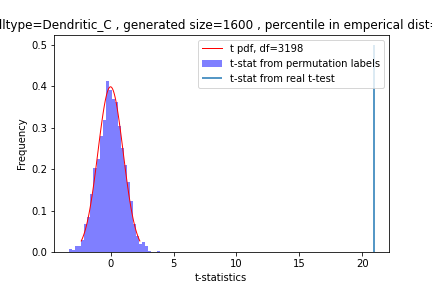 lltype=Dendritic_C , generated size=1600 , percentile in emperical dist=
0.5
0.4
0.3
0.2
0.1
0.0
Frequency
t pdf, df=3198
t-stat from permutation labels
t-stat from real t-test
0
5
10
15
20
t-statistics